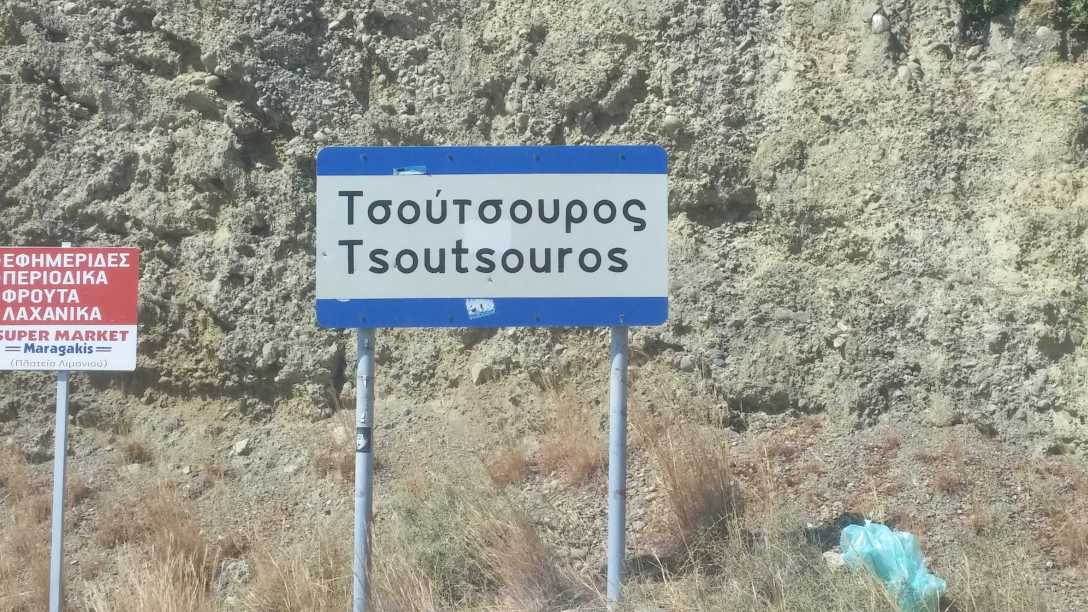 Τσούτσουρος
Tsoutsouros
ΕΦΗΜΕΡΙΔΕΣ
ΠΕΡΙΟΔΙΚΑ
ΦΡΟΥΤΑ
ΛΑΧΑΝΙΚΑ
SUPER MARKET
Maragakis
(Πλατεία Λιμανιού)